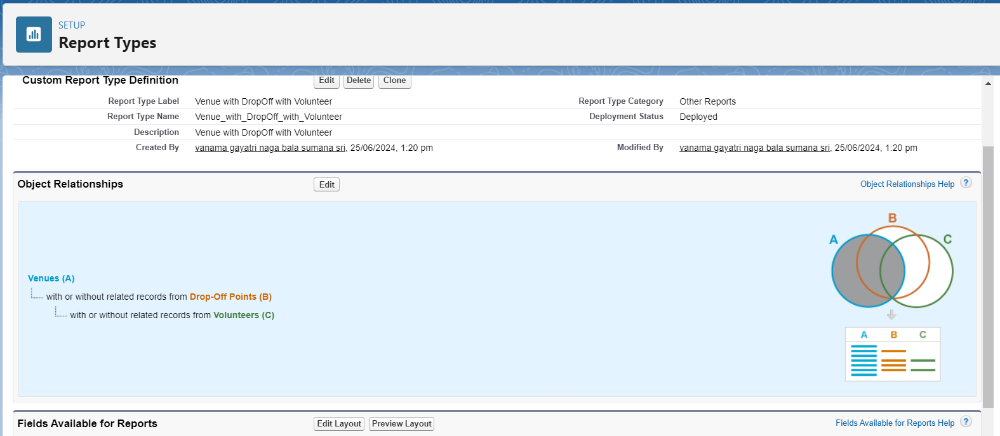 SETUP
Report Types
Custom Report Type Definition Edit Delete Clone
Report Type Label Venue with DropOff with Volunteer Report Type Category Other Reports
Report Type Name Venue_with_DropOff_with_Volunteer Deployment Status Deployed
Description Venue with DropOff with Volunteer
Created By vanama gayatri naga bala sumana sri, 25/06/2024, 1:20 pm Modified By vanama gayatri naga bala sumana sri, 25/06/2024, 1:20 pm
Object Relationships Edit Object Relationships Help ?
B
A C
Venues (A)
with or without related records from Drop-Off Points (B)
with or without related records from Volunteers (C)
A B C
Fields Available for Reports Edit Layout Preview Layout Fields Available for Reports Help ?